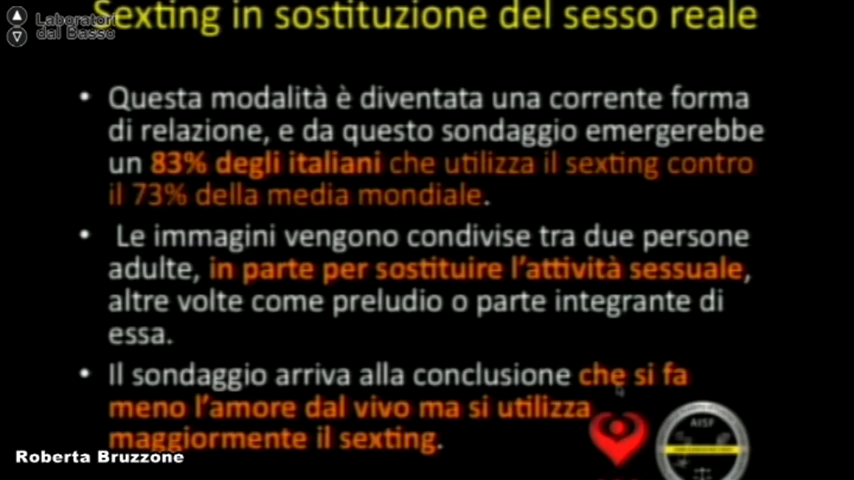 Sexting in sostituzione del sesso reale
Laboratori
dal Basso
• Questa modalità è diventata una corrente forma
di relazione, e da questo sondaggio emergerebbe
un 83% degli italiani che utilizza il sexting contro
il 73% della media mondiale.
• Le immagini vengono condivise tra due persone
adulte, in parte per sostituire l'attività sessuale,
altre volte come preludio o parte integrante di
essa.
• Il sondaggio arriva alla conclusione che si fa
meno l'amore dal vivo ma si utilizza
maggiormente il sexting.
AISF
Roberta Bruzzone